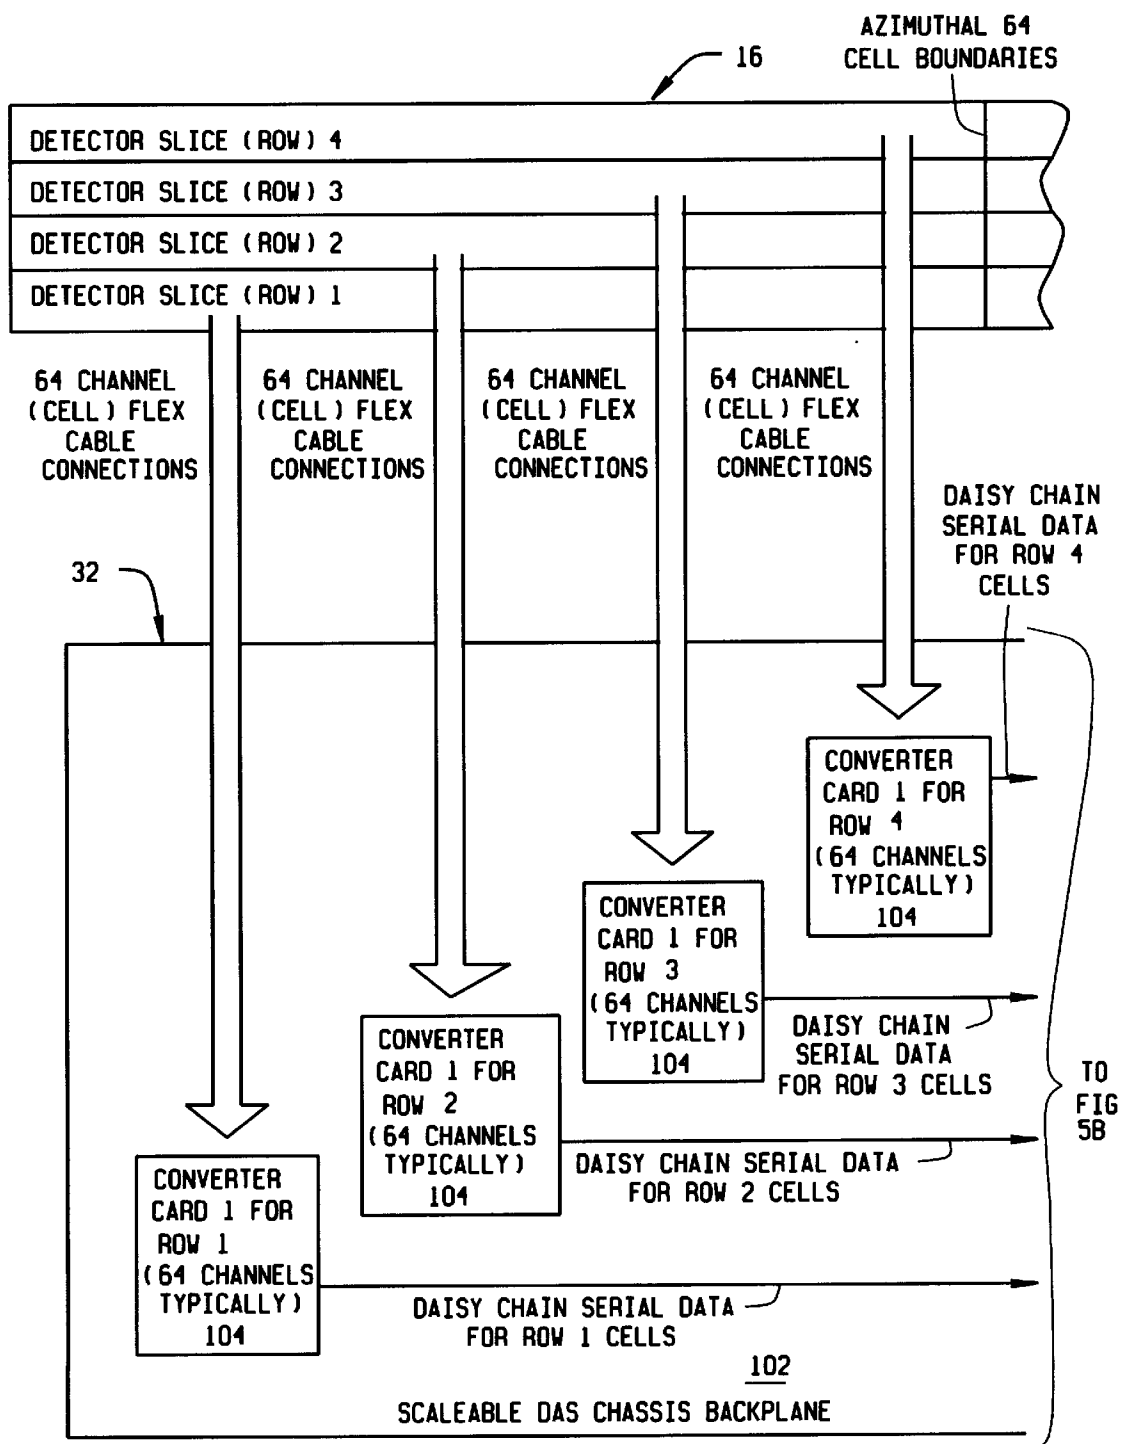 AZIMUTHAL 64
CELL BOUNDARIES
16
DETECTOR SLICE (ROW) 4
DETECTOR SLICE (ROW) 3
DETECTOR SLICE (ROW) 2
DETECTOR SLICE (ROW) 1
64 CHANNEL
(CELL) FLEX
CABLE
CONNECTIONS
64 CHANNEL
(CELL) FLEX
CABLE
CONNECTIONS
64 CHANNEL
(CELL) FLEX
CABLE
CONNECTIONS
64 CHANNEL
(CELL) FLEX
CABLE
CONNECTIONS
DAISY CHAIN
SERIAL DATA
FOR ROW 4
CELLS
32
CONVERTER
CARD 1 FOR
ROW 4
(64 CHANNELS
TYPICALLY)
104
CONVERTER
CARD 1 FOR
ROW 3
(64 CHANNELS
TYPICALLY)
104
DAISY CHAIN
SERIAL DATA
FOR ROW 3 CELLS
CONVERTER
CARD 1 FOR
ROW 2
(64 CHANNELS
TYPICALLY)
104
DAISY CHAIN SERIAL DATA
FOR ROW 2 CELLS
TO
FIG
5B
CONVERTER
CARD 1 FOR
ROW 1
(64 CHANNELS
TYPICALLY)
104
DAISY CHAIN SERIAL DATA
FOR ROW 1 CELLS
102
SCALEABLE DAS CHASSIS BACKPLANE